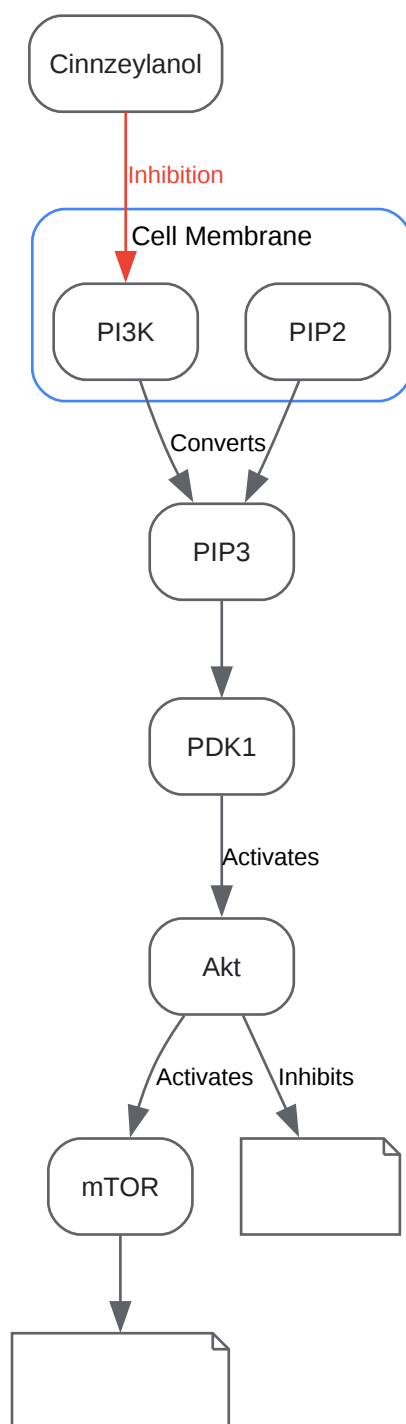 Cinnzeylanol
Inhibition
Cell Membrane
PI3K
PIP2
Converts
PIP3
PDK1
Activates
Akt
Activates
Inhibits
mTOR